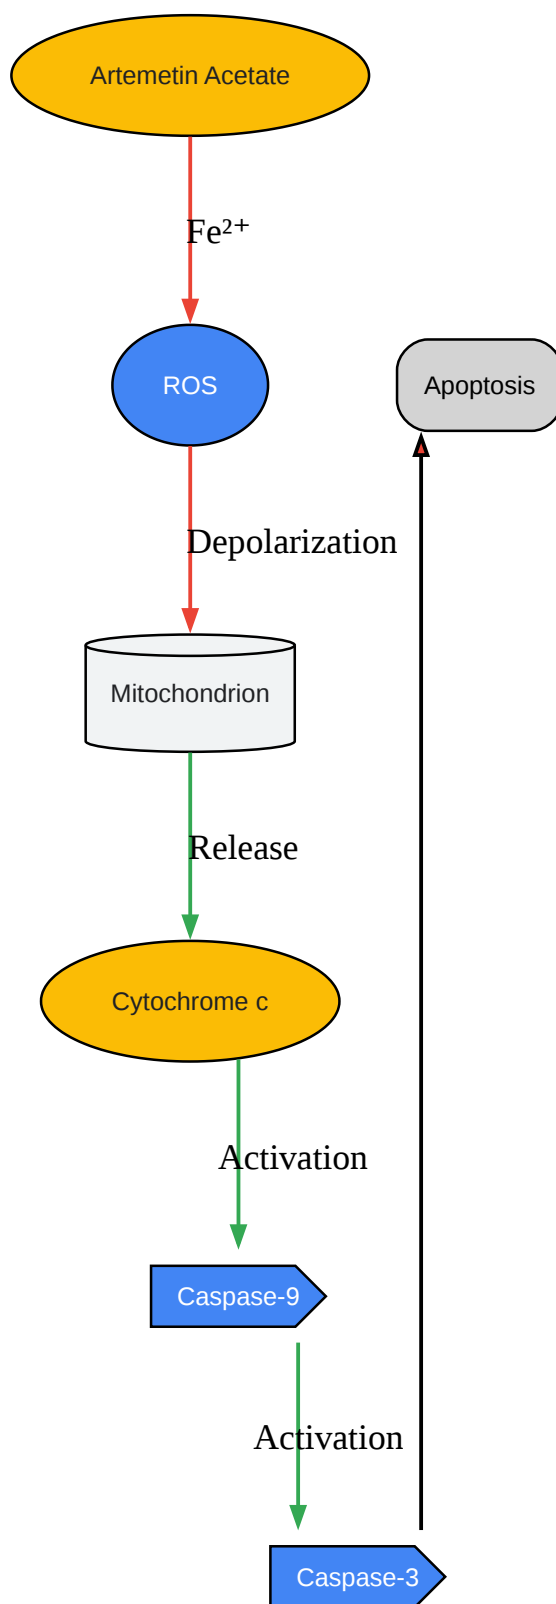 Artemetin Acetate
Fe²⁺
ROS
Apoptosis
Depolarization
Mitochondrion
Release
Cytochrome c
Activation
Caspase-9
Activation
Caspase-3